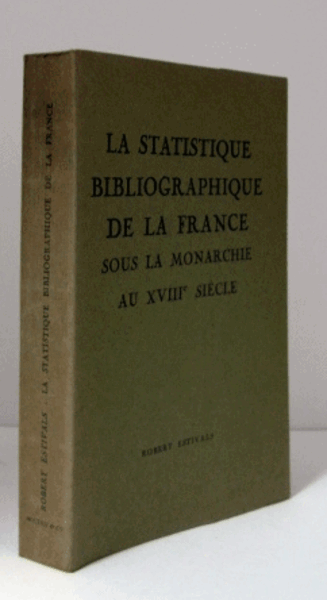 LA STATISTIQUE
BIBLIOGRAPHIQUE
DE LA FRANCE
SOUS LA MONARCHIE
AU XVIIIᵉ SIÈCLE
ROBERT ESTIVALS
ROBERT ESTIVALS - LA STATISTIQUE BIBLIOGRAPHIQUE DE LA FRANCE